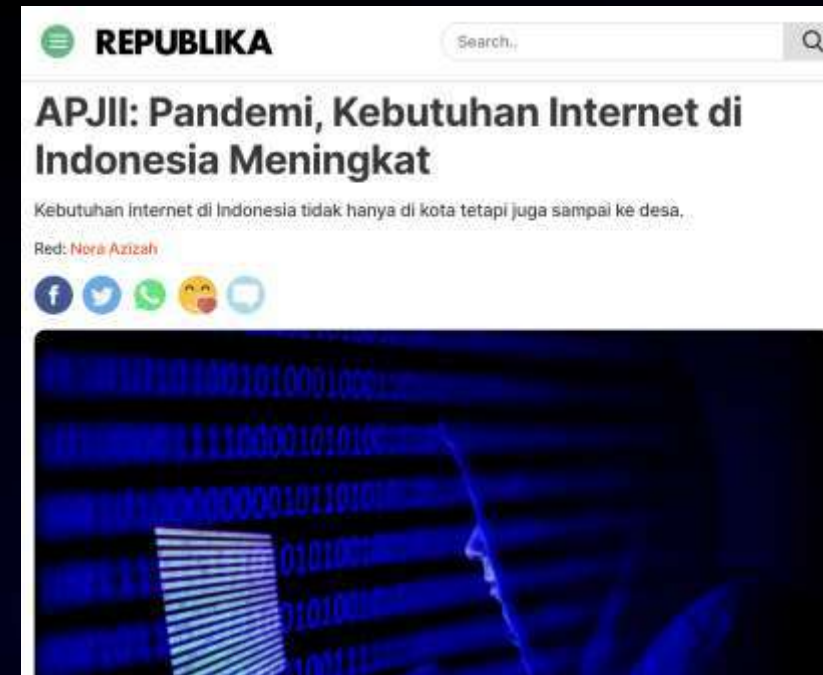 REPUBLIKA
Search..
APJII: Pandemi, Kebutuhan Internet di
Indonesia Meningkat
Kebutuhan internet di Indonesia tidak hanya di kota tetapi juga sampai ke desa.
Red: Nora Azizah